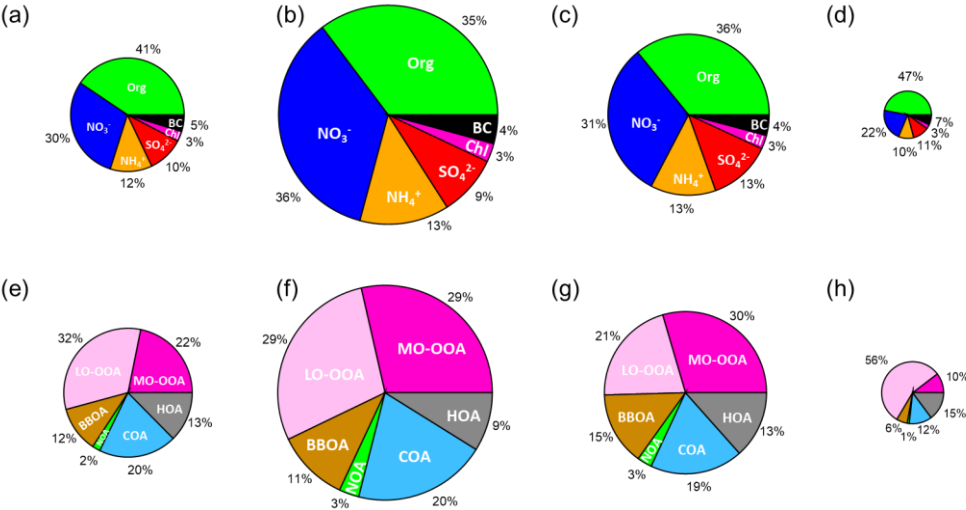 (a)
41%
Org
BC
5%
Chl
3%
SO₄²⁻
10%
NH₄⁺
12%
NO₃⁻
30%
(b)
35%
Org
BC
4%
Chl
3%
SO₄²⁻
9%
NH₄⁺
13%
NO₃⁻
36%
(c)
36%
Org
BC
4%
Chl
3%
SO₄²⁻
13%
NH₄⁺
13%
NO₃⁻
31%
(d)
47%
7%
3%
11%
10%
22%
(e)
32%
LO-OOA
22%
MO-OOA
HOA
13%
COA
20%
NOA
2%
BBOA
12%
(f)
29%
LO-OOA
29%
MO-OOA
HOA
9%
COA
20%
NOA
3%
BBOA
11%
(g)
21%
LO-OOA
30%
MO-OOA
HOA
13%
COA
19%
NOA
3%
BBOA
15%
(h)
56%
10%
15%
12%
1%
6%